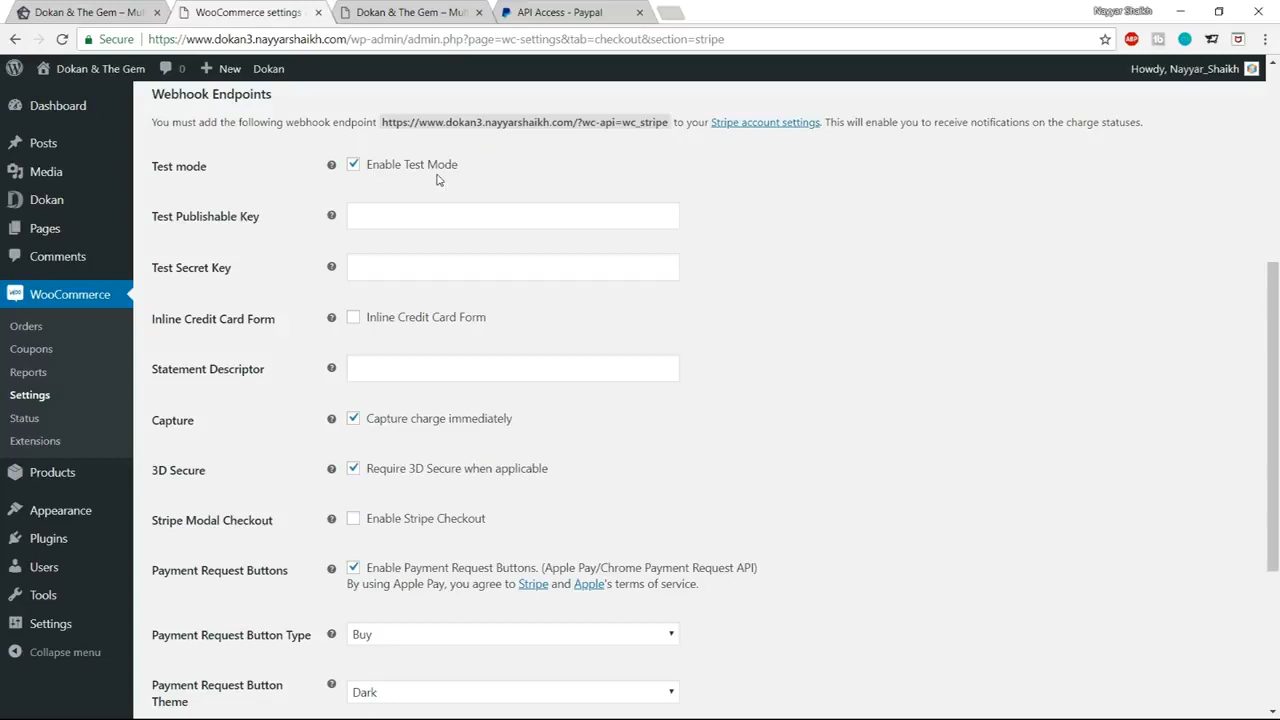 Dokan & The Gem – Mul
WooCommerce settings
Dokan & The Gem – Mul
API Access - Paypal
Nayyar Shaikh
Secure
https://www.dokan3.nayyarshaikh.com/wp-admin/admin.php?page=wc-settings&tab=checkout&section=stripe
ABP
Dokan & The Gem
0
New
Dokan
Howdy, Nayyar_Shaikh
Dashboard
Posts
Media
Dokan
Pages
Comments
WooCommerce
Orders
Coupons
Reports
Settings
Status
Extensions
Products
Appearance
Plugins
Users
Tools
Settings
Collapse menu
Webhook Endpoints
You must add the following webhook endpoint https://www.dokan3.nayyarshaikh.com/?wc-api=wc_stripe to your Stripe account settings. This will enable you to receive notifications on the charge statuses.
Test mode
Enable Test Mode
Test Publishable Key
Test Secret Key
Inline Credit Card Form
Inline Credit Card Form
Statement Descriptor
Capture
Capture charge immediately
3D Secure
Require 3D Secure when applicable
Stripe Modal Checkout
Enable Stripe Checkout
Payment Request Buttons
Enable Payment Request Buttons. (Apple Pay/Chrome Payment Request API)
By using Apple Pay, you agree to Stripe and Apple's terms of service.
Payment Request Button Type
Buy
Payment Request Button
Theme
Dark